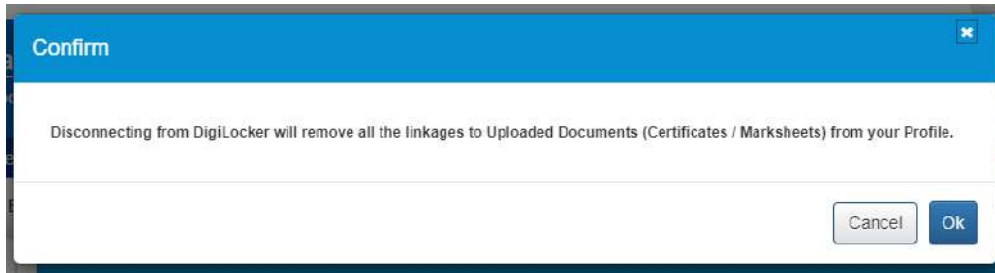 Confirm
Disconnecting from DigiLocker will remove all the linkages to Uploaded Documents (Certificates / Marksheets) from your Profile.
Cancel
Ok